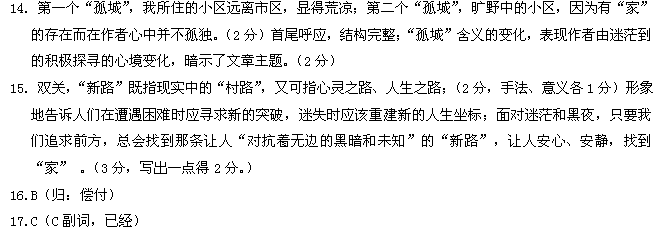 14. 第一个“孤城”，我所住的小区远离市区，显得荒凉；第二个“孤城”，旷野中的小区，因为有“家”
的存在而在作者心中并不孤独。（2分）首尾呼应，结构完整；“孤城”含义的变化，表现作者由迷茫到
的积极探寻的心境变化，暗示了文章主题。（2分）
15. 双关，“新路”既指现实中的“村路”，又可指心灵之路、人生之路；（2分，手法、意义各1分）形象
地告诉人们在遭遇困难时应寻求新的突破，迷失时应该重建新的人生坐标；面对迷茫和黑夜，只要我
们追求前方，总会找到那条让人“对抗着无边的黑暗和未知”的“新路”，让人安心、安静，找到
“家” 。（3分，写出一点得2分。）
16.B（归：偿付）
17.C（C副词，已经）